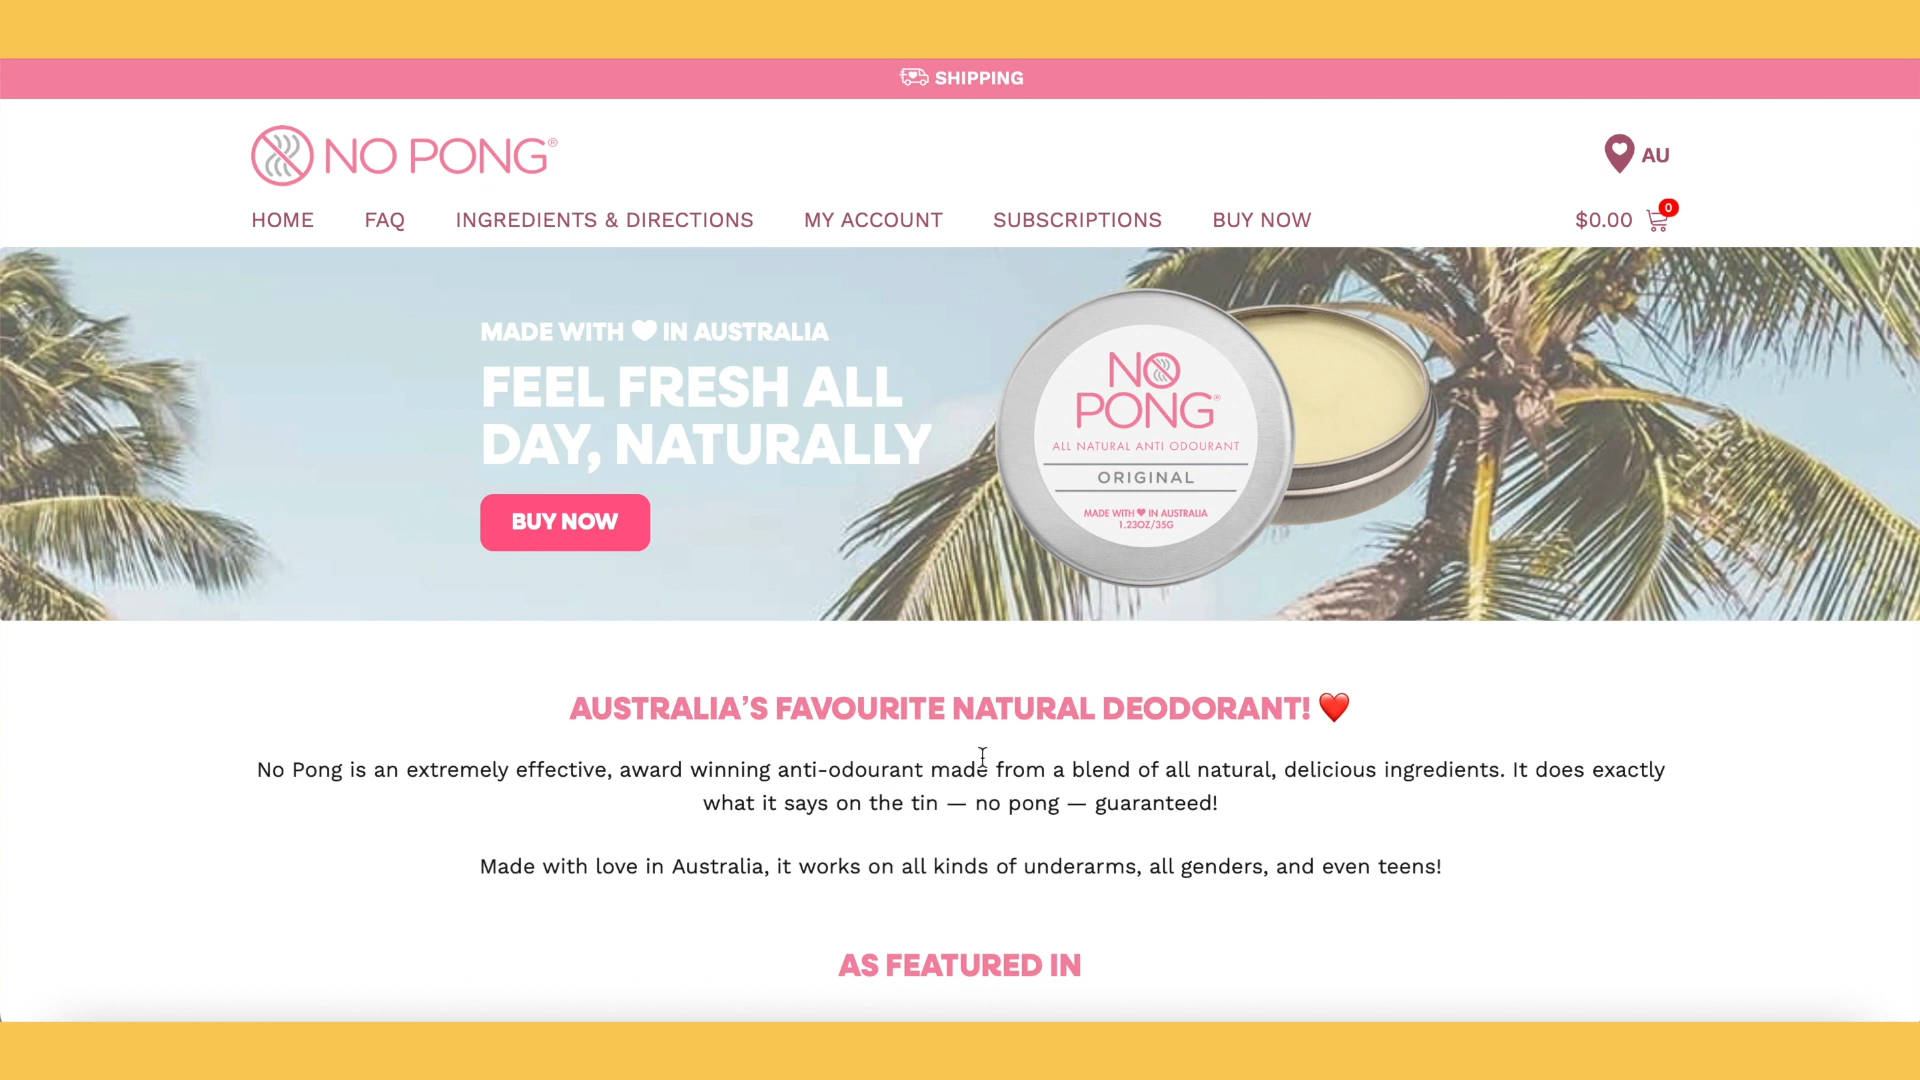 SHIPPING
NO PONG®
AU
HOME FAQ INGREDIENTS & DIRECTIONS MY ACCOUNT SUBSCRIPTIONS BUY NOW $0.00 0
MADE WITH 🤍 IN AUSTRALIA
FEEL FRESH ALL
DAY, NATURALLY
BUY NOW
NO
PONG®
ALL NATURAL ANTI ODOURANT
ORIGINAL
MADE WITH ♥ IN AUSTRALIA
1.23OZ/35G
AUSTRALIA’S FAVOURITE NATURAL DEODORANT! ❤️
No Pong is an extremely effective, award winning anti-odourant made from a blend of all natural, delicious ingredients. It does exactly
what it says on the tin — no pong — guaranteed!
Made with love in Australia, it works on all kinds of underarms, all genders, and even teens!
AS FEATURED IN